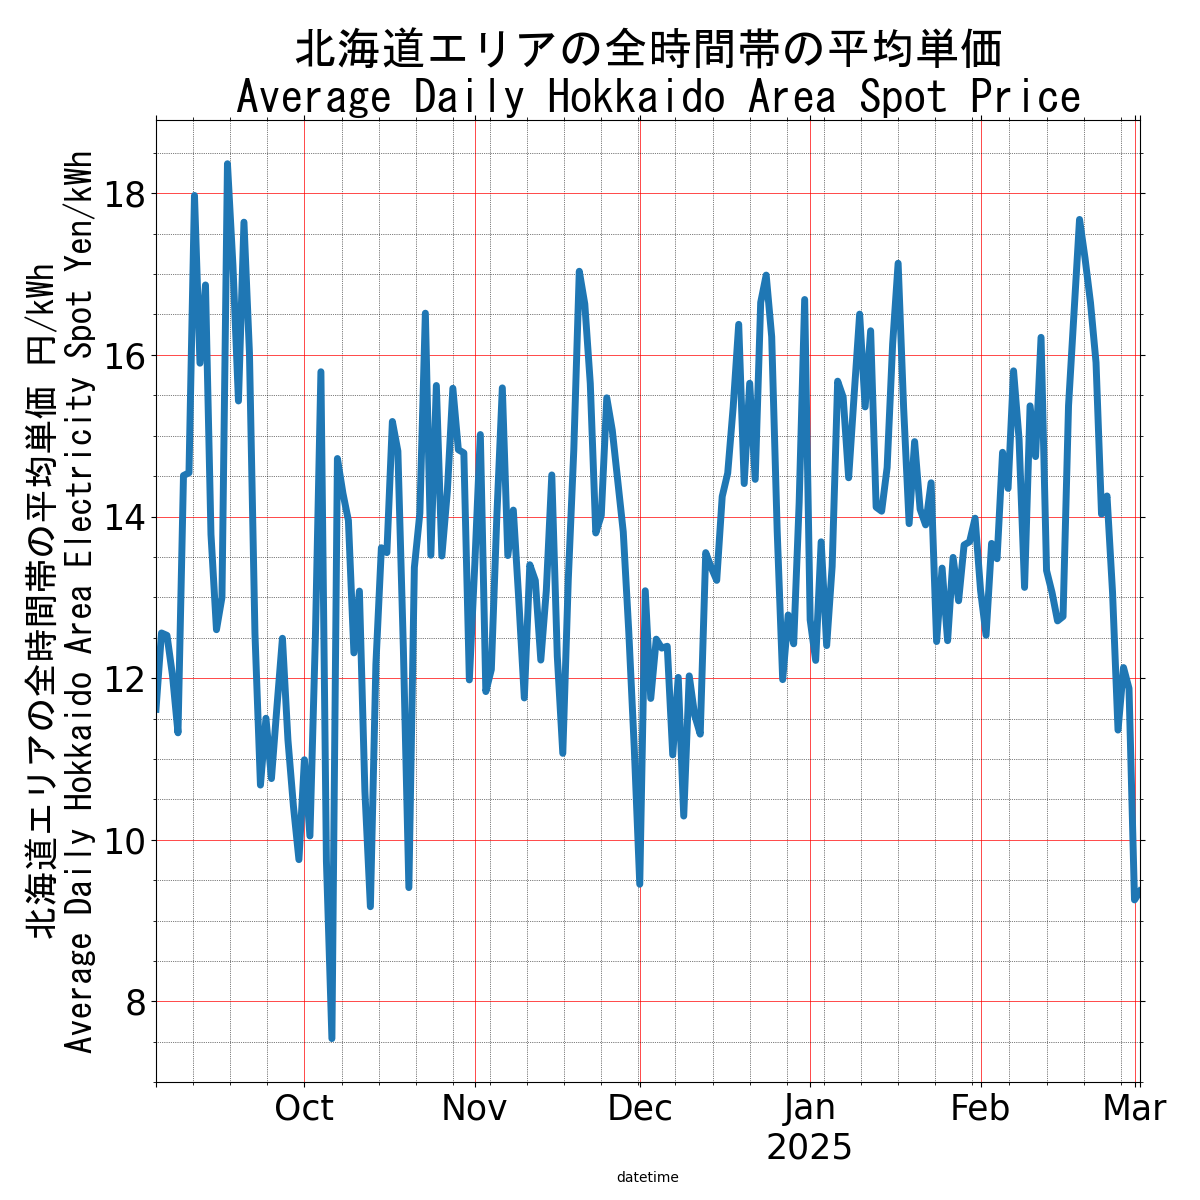 北海道エリアの全時間帯の平均単価
Average Daily Hokkaido Area Spot Price
北海道エリアの全時間帯の平均単価 円/kWh
Average Daily Hokkaido Area Electricity Spot Yen/kWh
18
16
14
12
10
8
Oct
Nov
Dec
Jan
2025
Feb
Mar
datetime